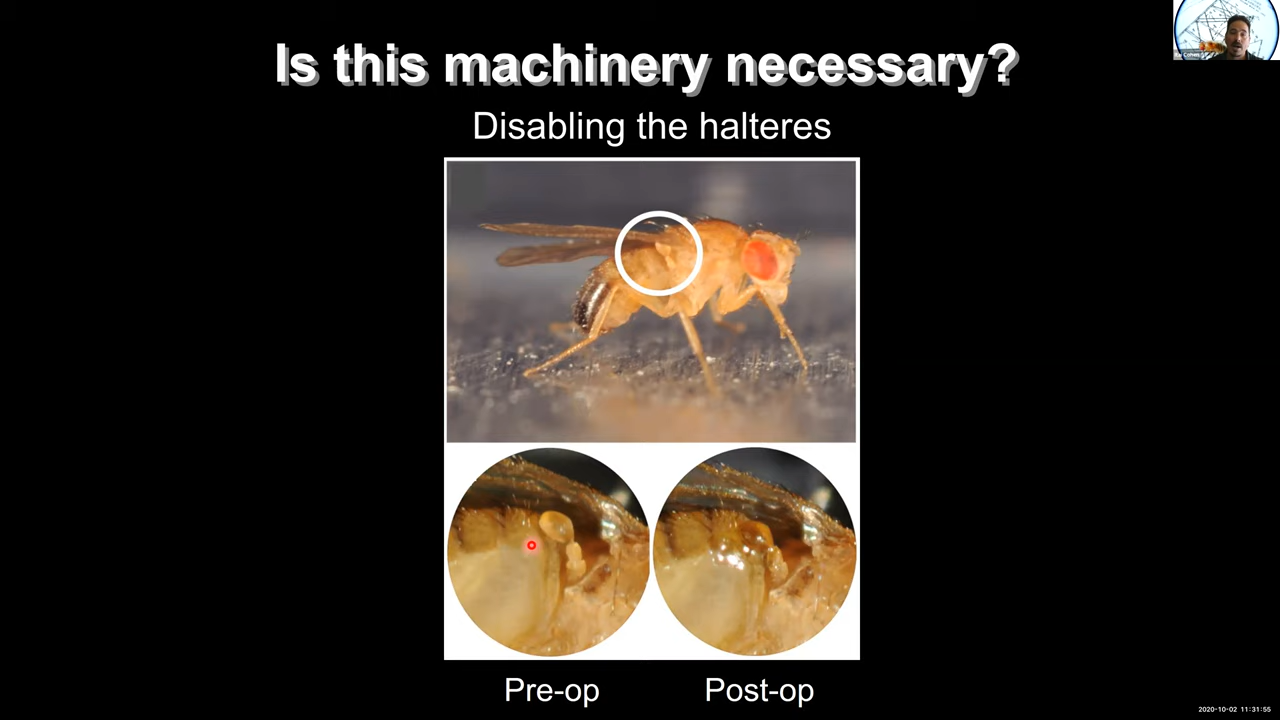 Is this machinery necessary?
Disabling the halteres
Pre-op
Post-op
2020-10-02 11:31:55